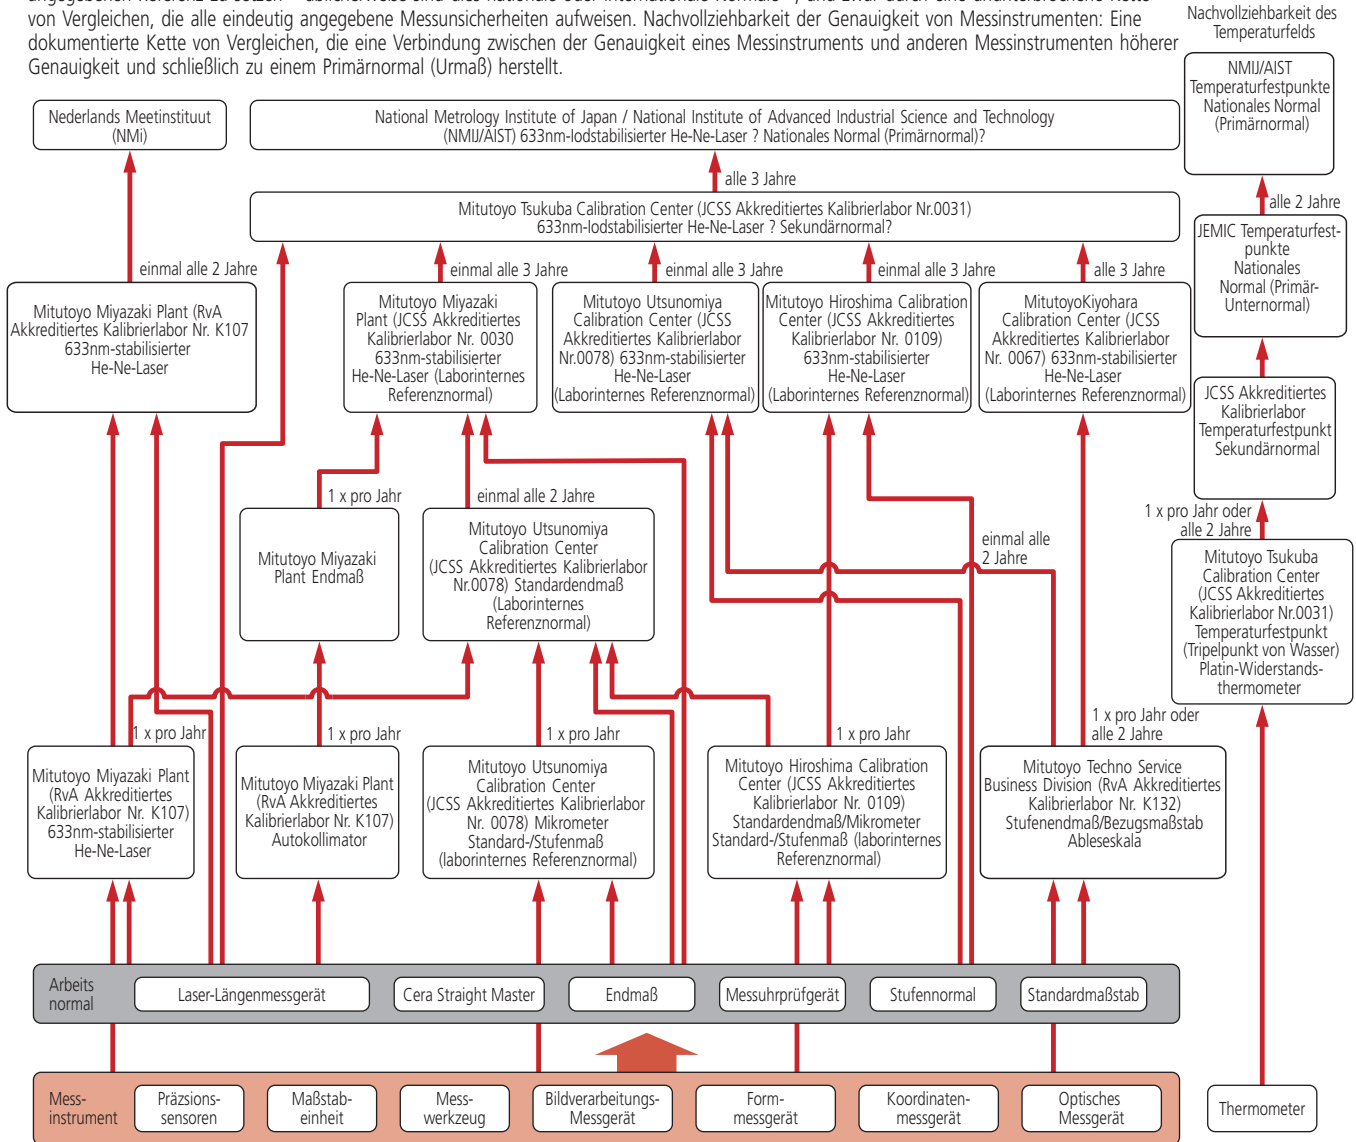 von Vergleichen, die alle eindeutig angegebene Messunsicherheiten aufweisen. Nachvollziehbarkeit der Genauigkeit von Messinstrumenten: Eine
dokumentierte Kette von Vergleichen, die eine Verbindung zwischen der Genauigkeit eines Messinstruments und anderen Messinstrumenten höherer
Genauigkeit und schließlich zu einem Primärnormal (Urmaß) herstellt.
Nachvollziehbarkeit des
Temperaturfelds
Nederlands Meetinstituut
(NMi)
National Metrology Institute of Japan / National Institute of Advanced Industrial Science and Technology
(NMIJ/AIST) 633nm-Iodstabilisierter He-Ne-Laser ? Nationales Normal (Primärnormal)?
NMIJ/AIST
Temperaturfestpunkte
Nationales Normal
(Primärnormal)
alle 3 Jahre
Mitutoyo Tsukuba Calibration Center (JCSS Akkreditiertes Kalibrierlabor Nr.0031)
633nm-Iodstabilisierter He-Ne-Laser ? Sekundärnormal?
alle 2 Jahre
JEMIC Temperaturfest-
punkte
Nationales
Normal (Primär-
Unternormal)
einmal alle 2 Jahre
einmal alle 3 Jahre
einmal alle 3 Jahre
einmal alle 3 Jahre
alle 3 Jahre
Mitutoyo Miyazaki Plant (RvA
Akkreditiertes Kalibrierlabor Nr. K107
633nm-stabilisierter
He-Ne-Laser
Mitutoyo Miyazaki
Plant (JCSS Akkreditiertes
Kalibrierlabor Nr. 0030
633nm-stabilisierter
He-Ne-Laser (Laborinternes
Referenznormal)
Mitutoyo Utsunomiya
Calibration Center (JCSS
Akkreditiertes Kalibrierlabor
Nr.0078) 633nm-stabilisierter
He-Ne-Laser
(Laborinternes Referenznormal)
Mitutoyo Hiroshima Calibration
Center (JCSS Akkreditiertes
Kalibrierlabor Nr. 0109)
633nm-stabilisierter
He-Ne-Laser
(Laborinternes Referenznormal)
MitutoyoKiyohara
Calibration Center (JCSS
Akkreditiertes Kalibrierlabor
Nr. 0067) 633nm-stabilisierter
He-Ne-Laser
(Laborinternes Referenznormal)
JCSS Akkreditiertes
Kalibrierlabor
Temperaturfestpunkt
Sekundärnormal
1 x pro Jahr
einmal alle 2 Jahre
einmal alle
2 Jahre
1 x pro Jahr oder
alle 2 Jahre
Mitutoyo Miyazaki
Plant Endmaß
Mitutoyo Utsunomiya
Calibration Center
(JCSS Akkreditiertes Kalibrierlabor
Nr.0078) Standardendmaß
(Laborinternes
Referenznormal)
Mitutoyo Tsukuba
Calibration Center
(JCSS Akkreditiertes
Kalibrierlabor Nr.0031)
Temperaturfestpunkt
(Tripelpunkt von Wasser)
Platin-Widerstands-
thermometer
1 x pro Jahr
1 x pro Jahr
1 x pro Jahr
1 x pro Jahr
1 x pro Jahr oder
alle 2 Jahre
Mitutoyo Miyazaki Plant
(RvA Akkreditiertes
Kalibrierlabor Nr. K107)
633nm-stabilisierter
He-Ne-Laser
Mitutoyo Miyazaki Plant
(RvA Akkreditiertes
Kalibrierlabor Nr. K107)
Autokollimator
Mitutoyo Utsunomiya
Calibration Center
(JCSS Akkreditiertes Kalibrierlabor
Nr. 0078) Mikrometer
Standard-/Stufenmaß
(laborinternes Referenznormal)
Mitutoyo Hiroshima Calibration
Center (JCSS Akkreditiertes
Kalibrierlabor Nr. 0109)
Standardendmaß/Mikrometer
Standard-/Stufenmaß (laborinternes
Referenznormal)
Mitutoyo Techno Service
Business Division (RvA Akkreditiertes
Kalibrierlabor Nr. K132)
Stufenendmaß/Bezugsmaßstab
Ableseskala
Arbeits
normal
Laser-Längenmessgerät
Cera Straight Master
Endmaß
Messuhrprüfgerät
Stufennormal
Standardmaßstab
Mess-
instrument
Präzsions-
sensoren
Maßstab-
einheit
Mess-
werkzeug
Bildverarbeitungs-
Messgerät
Form-
messgerät
Koordinaten-
messgerät
Optisches
Messgerät
Thermometer